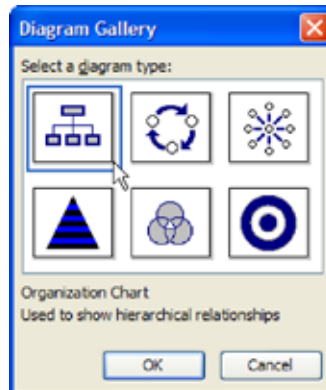 Diagram Gallery
Select a diagram type:
Organization Chart
Used to show hierarchical relationships
OK Cancel